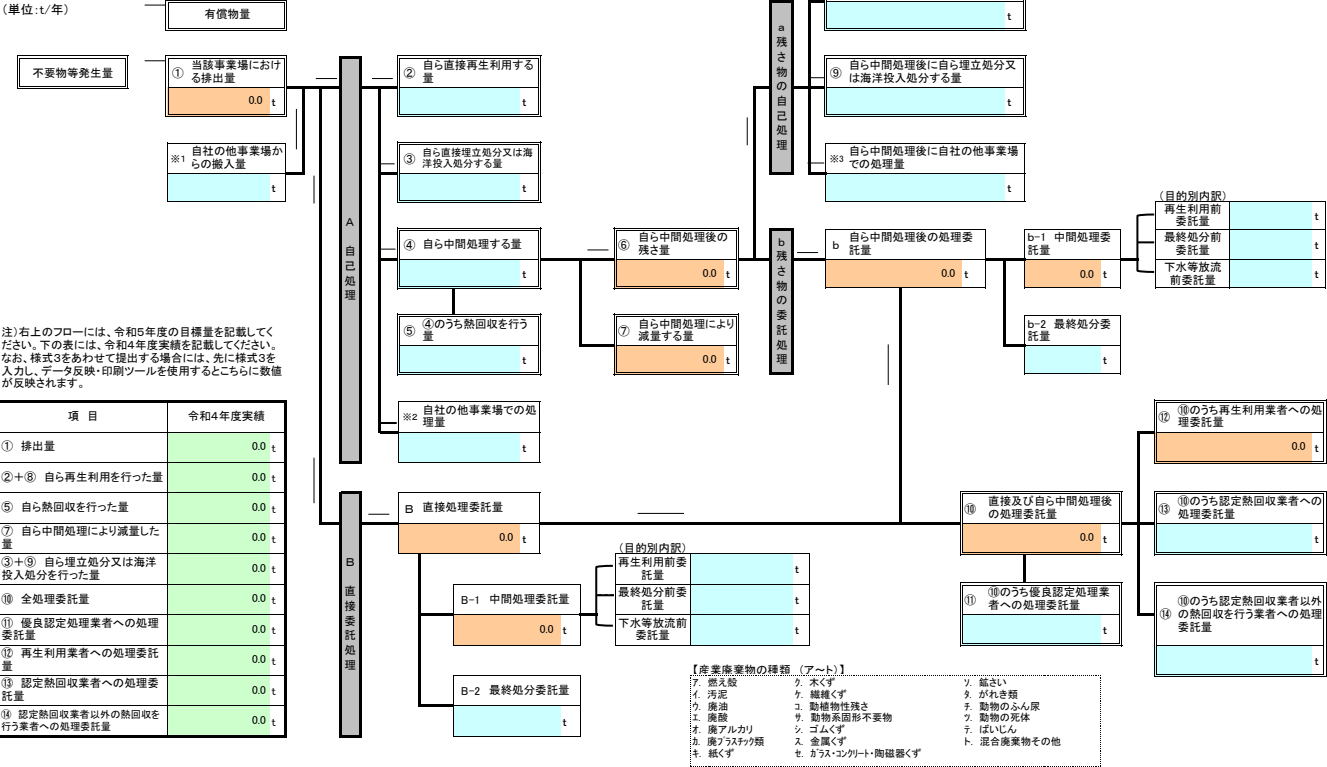 (単位:t/年)
有償物量
不要物等発生量
① 当該事業場におけ
る排出量
0.0 t
※1 自社の他事業場か
らの搬入量
t
A 自己処理
② 自ら直接再生利用する
量
t
③ 自ら直接埋立処分又は海
洋投入処分する量
t
④ 自ら中間処理する量
t
⑤ ④のうち熱回収を行う
量
t
※2 自社の他事業場での処
理量
t
⑥ 自ら中間処理後の
残さ量
0.0 t
⑦ 自ら中間処理により
減量する量
0.0 t
a 残さ物の自己処理
t
⑨ 自ら中間処理後に自ら埋立処分又
は海洋投入処分する量
t
※3 自ら中間処理後に自社の他事業場
での処理量
t
b 残さ物の委託処理
b 自ら中間処理後の処理委
託量
0.0 t
b-1 中間処理委
託量
0.0 t
(目的別内訳)
再生利用前
委託量
t
最終処分前
委託量
t
下水等放流
前委託量
t
b-2 最終処分委
託量
t
注)右上のフローには、令和5年度の目標量を記載してく
ださい。下の表には、令和4年度実績を記載してください。
なお、様式3をあわせて提出する場合には、先に様式3を
入力し、データ反映・印刷ツールを使用するとこちらに数値
が反映されます。
項 目 令和4年度実績
① 排出量 0.0 t
②+⑧ 自ら再生利用を行った量 0.0 t
⑤ 自ら熱回収を行った量 0.0 t
⑦ 自ら中間処理により減量した
量 0.0 t
③+⑨ 自ら埋立処分又は海洋
投入処分を行った量 0.0 t
⑩ 全処理委託量 0.0 t
⑪ 優良認定処理業者への処理
委託量 0.0 t
⑫ 再生利用業者への処理委託
量 0.0 t
⑬ 認定熱回収業者への処理委
託量 0.0 t
⑭ 認定熱回収業者以外の熱回収を
行う業者への処理委託量 0.0 t
B 直接委託処理
B 直接処理委託量
0.0 t
B-1 中間処理委託量
0.0 t
(目的別内訳)
再生利用前委
託量
t
最終処分前委
託量
t
下水等放流前
委託量
t
B-2 最終処分委託量
t
⑩ 直接及び自ら中間処理後
の処理委託量
0.0 t
⑪ ⑩のうち優良認定処理業
者への処理委託量
t
⑫ ⑩のうち再生利用業者への処
理委託量
0.0 t
⑬ ⑩のうち認定熱回収業者への
処理委託量
t
⑭ ⑩のうち認定熱回収業者以外
の熱回収を行う業者への処理
委託量
t
【産業廃棄物の種類 (ア~ト)】
ア. 燃え殻 ク. 木くず ソ. 鉱さい
イ. 汚泥 ケ. 繊維くず タ. がれき類
ウ. 廃油 コ. 動植物性残さ チ. 動物のふん尿
エ. 廃酸 サ. 動物系固形不要物 ツ. 動物の死体
オ. 廃アルカリ シ. ゴムくず テ. ばいじん
カ. 廃プラスチック類 ス. 金属くず ト. 混合廃棄物その他
キ. 紙くず セ. ガラス・コンクリート・陶磁器くず